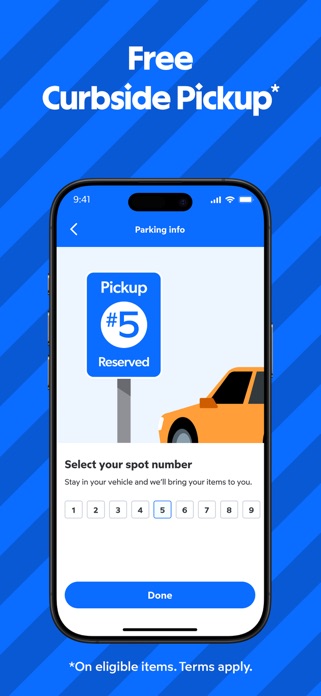 Free
Curbside Pickup*
9:41
Parking info
Pickup
#5
Reserved
Select your spot number
Stay in your vehicle and we'll bring your items to you.
1 2 3 4 5 6 7 8 9
Done
*On eligible items. Terms apply.